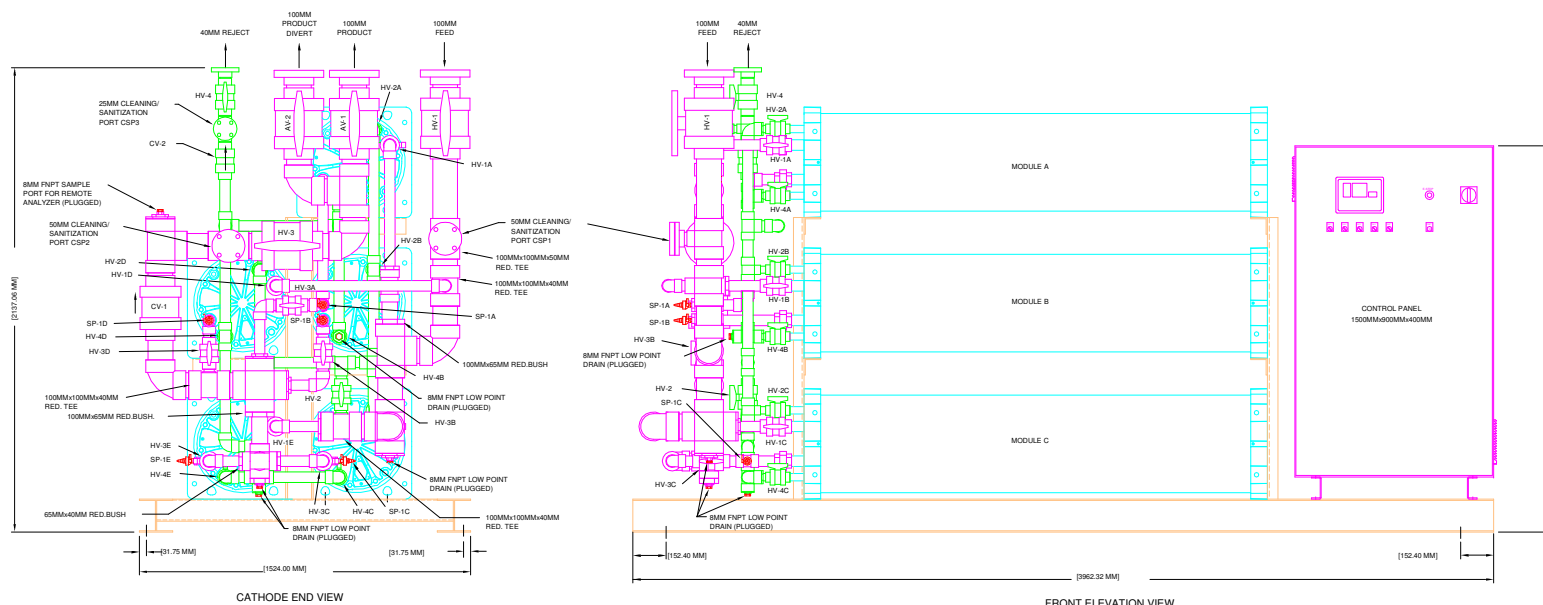 100MM
PRODUCT
DIVERT
100MM
PRODUCT
100MM
FEED
40MM REJECT
HV-4
HV-2A
25MM CLEANING/
SANITIZATION
PORT CSP3
AV-2
AV-1
HV-1
CV-2
HV-1A
8MM FNPT SAMPLE
PORT FOR REMOTE
ANALYZER (PLUGGED)
50MM CLEANING/
SANITIZATION
PORT CSP2
HV-3
50MM CLEANING/
SANITIZATION
PORT CSP1
HV-2B
100MMx100MMx50MM
RED. TEE
HV-2D
HV-1D
HV-3A
100MMx100MMx40MM
RED. TEE
CV-1
SP-1A
SP-1B
SP-1D
HV-4D
HV-3D
100MMx65MM RED.BUSH
HV-4B
100MMx100MMx40MM
RED. TEE
100MMx65MM RED.BUSH.
HV-2
8MM FNPT LOW POINT
DRAIN (PLUGGED)
HV-3B
HV-1E
HV-3E
SP-1E
HV-4E
8MM FNPT LOW POINT
DRAIN (PLUGGED)
65MMx40MM RED.BUSH
HV-3C
HV-4C
SP-1C
8MM FNPT LOW POINT
DRAIN (PLUGGED)
100MMx100MMx40MM
RED. TEE
[2137.06 MM]
[31.75 MM]
[31.75 MM]
[1524.00 MM]
CATHODE END VIEW
100MM
FEED
40MM
REJECT
HV-4
HV-2A
HV-1
HV-1A
MODULE A
HV-4A
HV-2B
HV-1B
SP-1A
SP-1B
MODULE B
HV-3B
HV-4B
8MM FNPT LOW POINT
DRAIN (PLUGGED)
CONTROL PANEL
1500MMx900MMx400MM
HV-2
HV-2C
SP-1C
HV-1C
MODULE C
HV-3C
HV-4C
8MM FNPT LOW POINT
DRAIN (PLUGGED)
[152.40 MM]
[152.40 MM]
[3962.32 MM]
FRONT ELEVATION VIEW